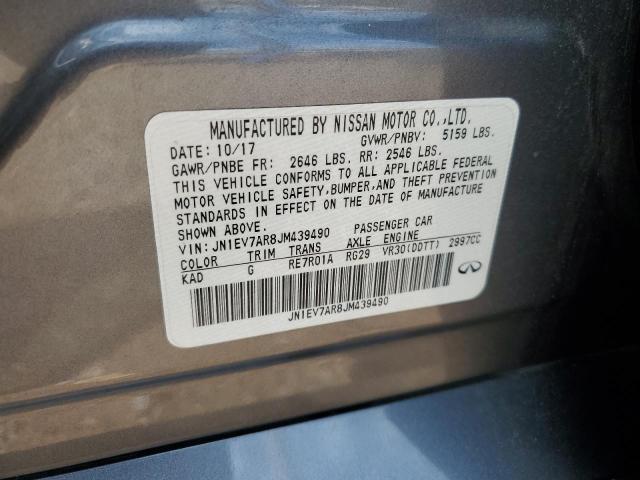 MANUFACTURED BY NISSAN MOTOR CO.,LTD.
DATE: 10/17 GVWR/PNBV: 5159 LBS.
GAWR/PNBE FR: 2646 LBS. RR: 2546 LBS.
THIS VEHICLE CONFORMS TO ALL APPLICABLE FEDERAL
MOTOR VEHICLE SAFETY, BUMPER, AND THEFT PREVENTION
STANDARDS IN EFFECT ON THE DATE OF MANUFACTURE
SHOWN ABOVE.
VIN: JN1EV7AR8JM439490 PASSENGER CAR
COLOR TRIM TRANS AXLE ENGINE
KAD G RE7R01A RG29 VR30(DDTT) 2997CC
JN1EV7AR8JM439490